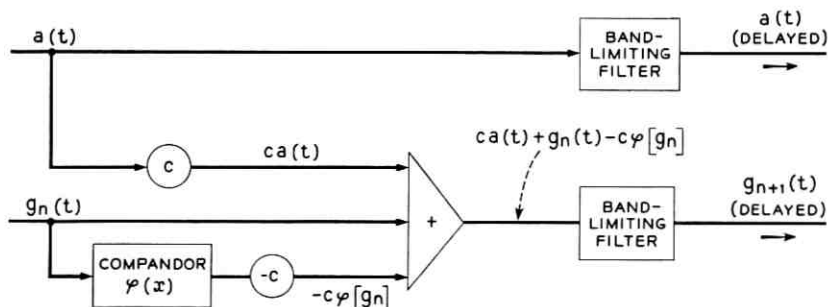 a(t)
BAND-
LIMITING
FILTER
a(t)
(DELAYED)
c
ca(t)
ca(t)+gn(t)-cφ[gn]
gn(t)
+
BAND-
LIMITING
FILTER
gn+1(t)
(DELAYED)
COMPANDOR
φ(x)
-c
-cφ[gn]